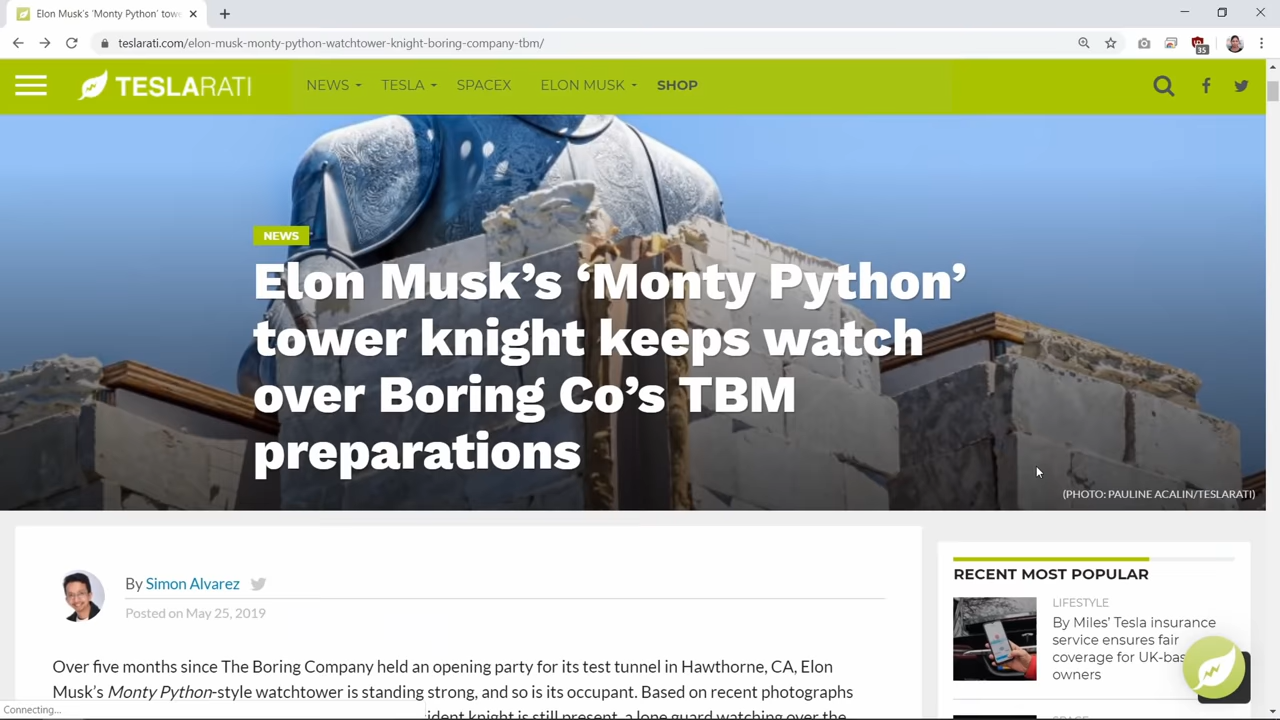 Elon Musk's 'Monty Python' tow
teslarati.com/elon-musk-monty-python-watchtower-knight-boring-company-tbm/
35
TESLARATI
NEWS TESLA SPACEX ELON MUSK SHOP
NEWS
Elon Musk's ‘Monty Python’
tower knight keeps watch
over Boring Co’s TBM
preparations
(PHOTO: PAULINE ACALIN/TESLARATI)
By Simon Alvarez
Posted on May 25, 2019
Over five months since The Boring Company held an opening party for its test tunnel in Hawthorne, CA, Elon
Musk’s Monty Python-style watchtower is standing strong, and so is its occupant. Based on recent photographs
ident knight is still present, a lone guard watching over the
RECENT MOST POPULAR
LIFESTYLE
By Miles’ Tesla insurance
service ensures fair
coverage for UK-bas
owners
SPACE
Connecting...